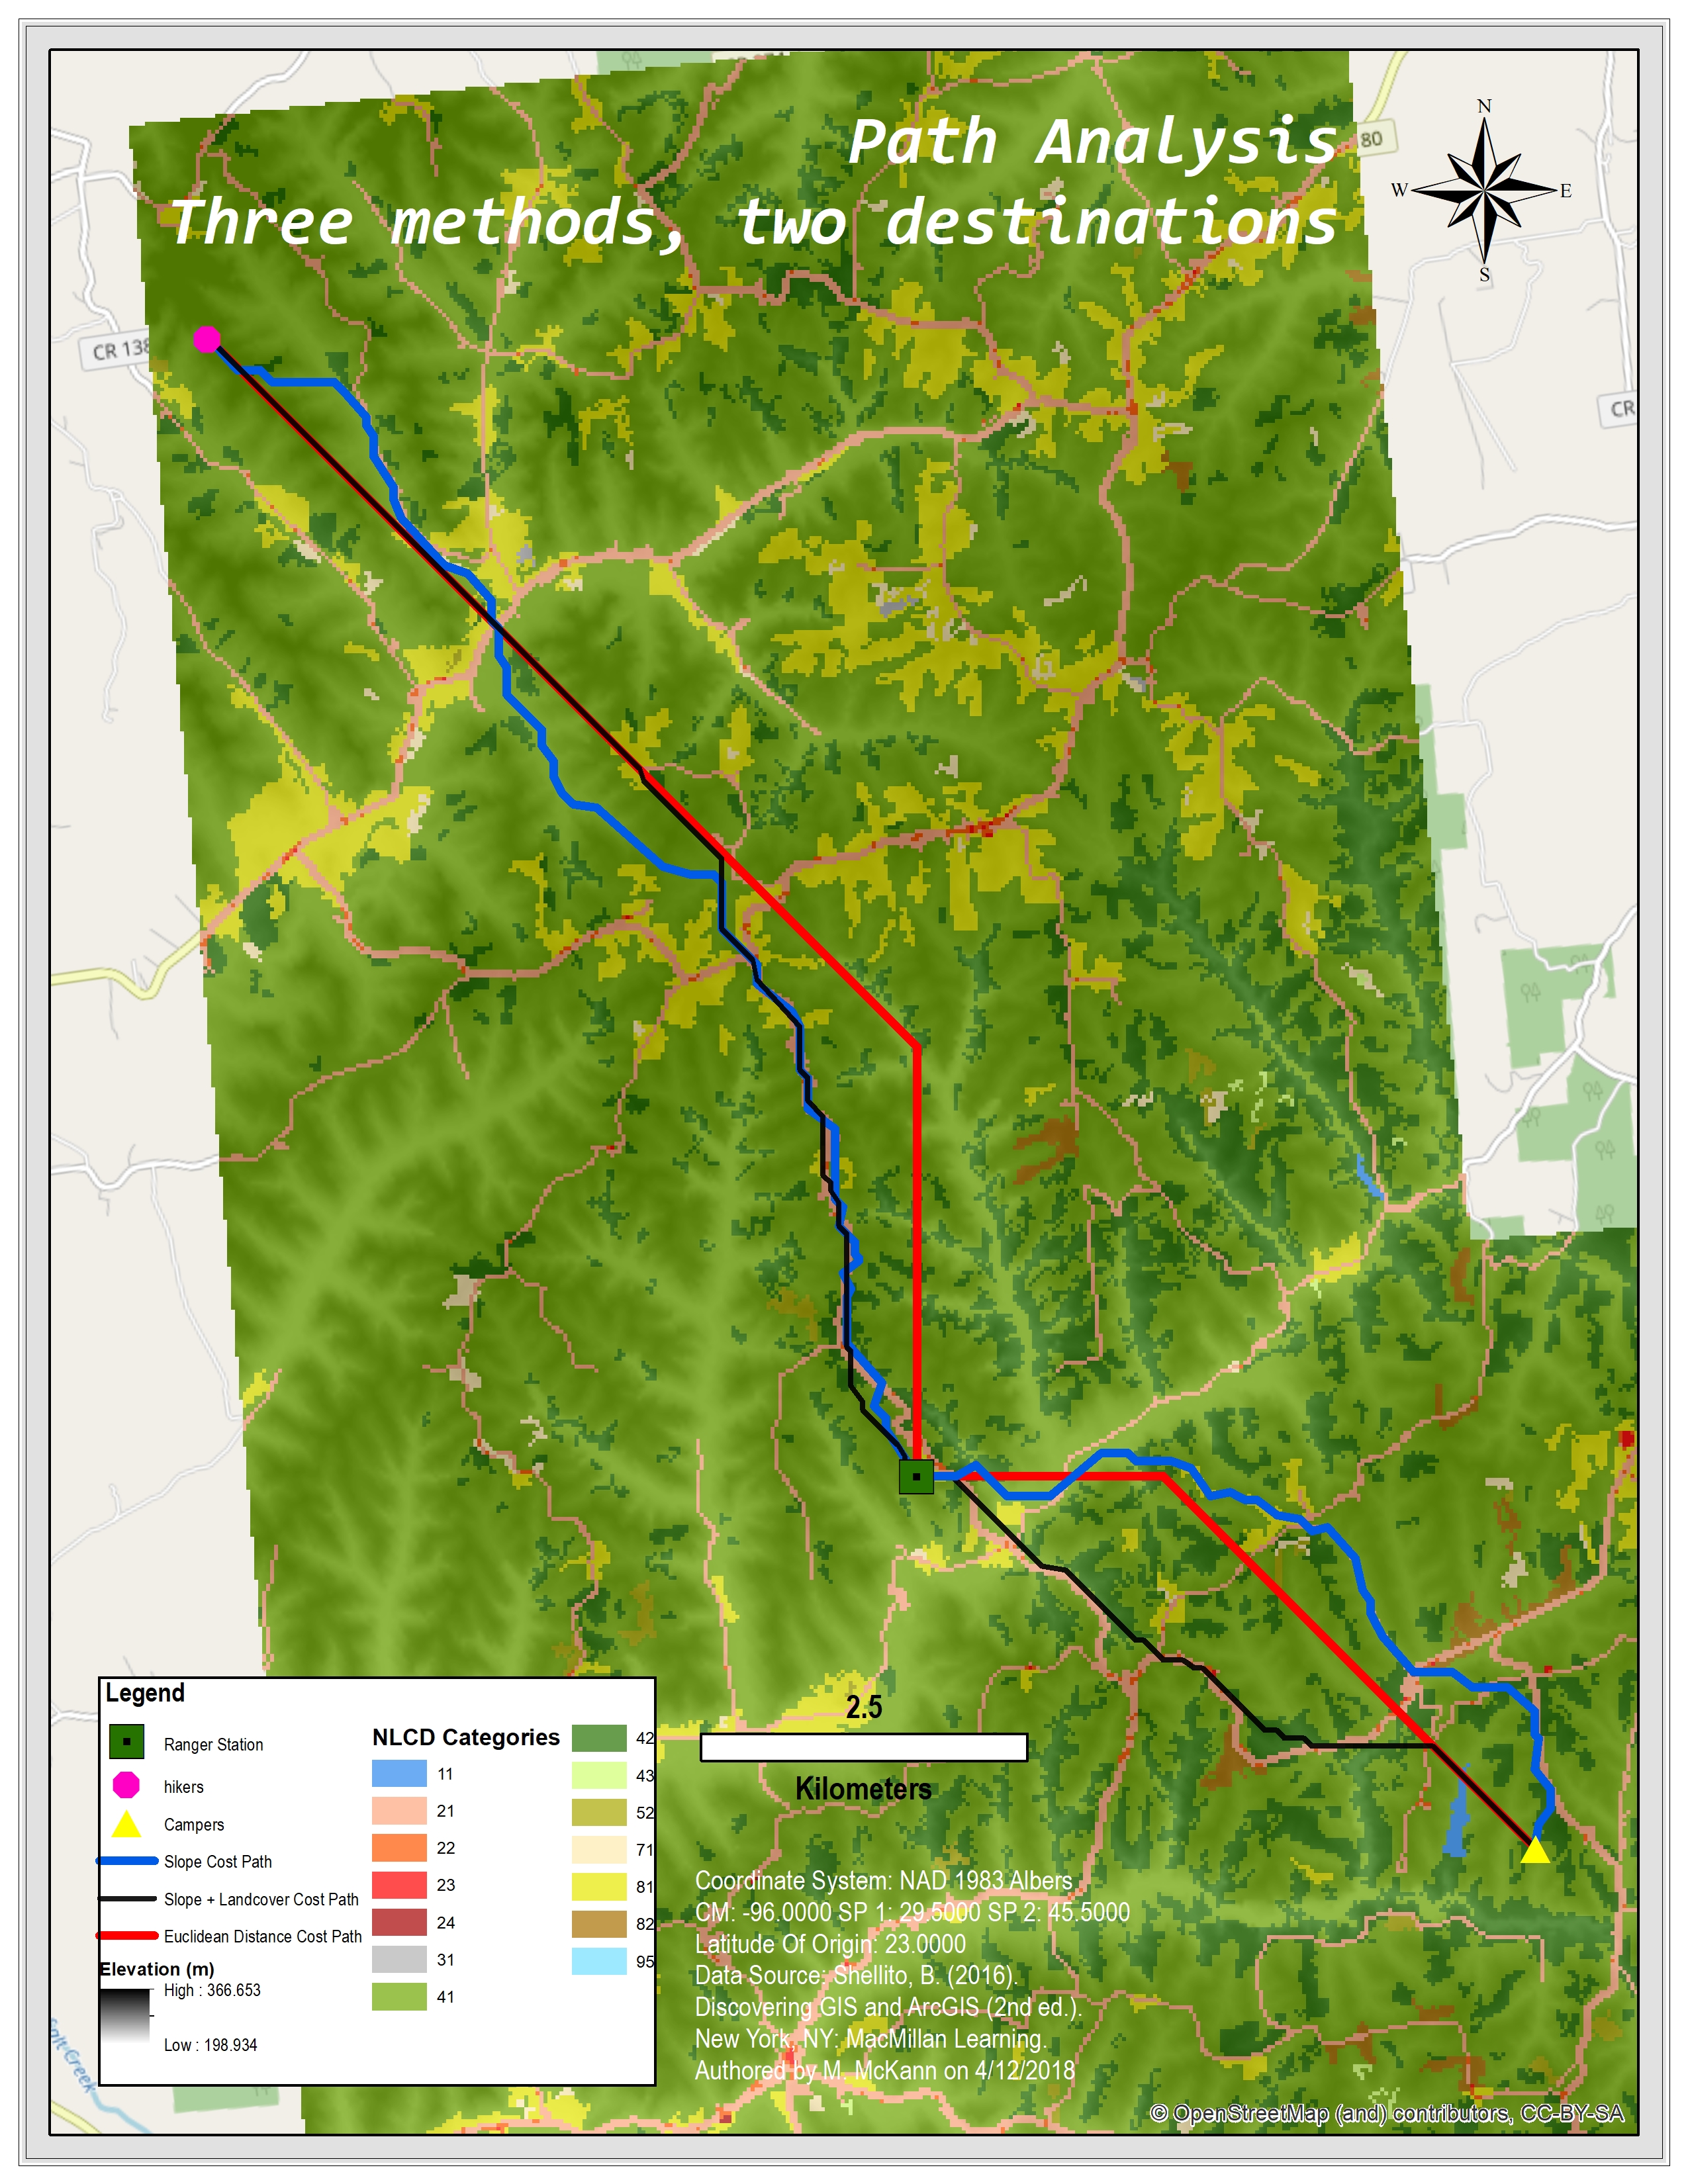 Path Analysis
Three methods, two destinations
80
N
W
E
S
CR 138
CR
Legend
Ranger Station
hikers
Campers
Slope Cost Path
Slope + Landcover Cost Path
Euclidean Distance Cost Path
Elevation (m)
High : 366.653
Low : 198.934
NLCD Categories
11
21
22
23
24
31
41
42
43
52
71
81
82
95
2.5
Kilometers
Coordinate System: NAD 1983 Albers
CM: -96.0000 SP 1: 29.5000 SP 2: 45.5000
Latitude Of Origin: 23.0000
Data Source: Shellito, B. (2016).
Discovering GIS and ArcGIS (2nd ed.).
New York, NY: MacMillan Learning.
Authored by M. McKann on 4/12/2018
Salt Creek
© OpenStreetMap (and) contributors, CC-BY-SA